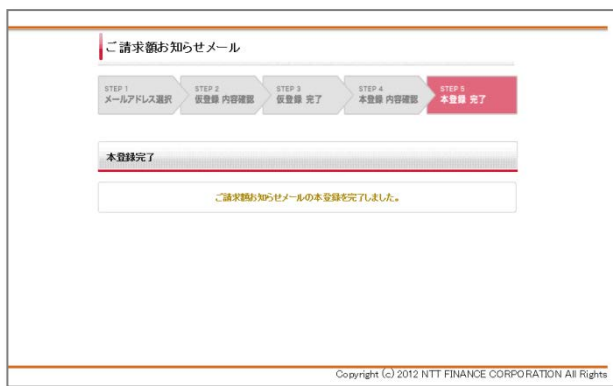 ご請求額お知らせメール
STEP 1
メールアドレス選択
STEP 2
仮登録 内容確認
STEP 3
仮登録 完了
STEP 4
本登録 内容確認
STEP 5
本登録 完了
本登録完了
ご請求額お知らせメールの本登録を完了しました。
Copyright (c) 2012 NTT FINANCE CORPORATION All Rights